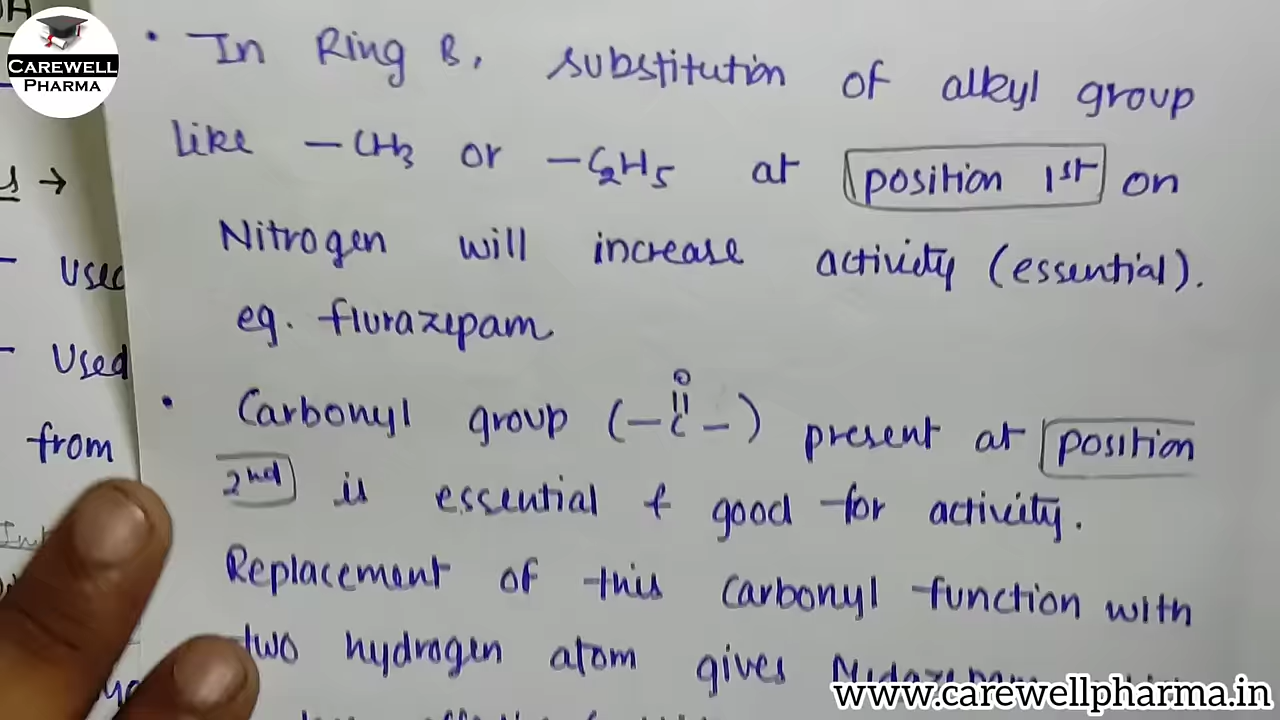 CAREWELL
PHARMA
• In Ring B, substitution of alkyl group
like -CH3 or -C2H5 at position 1st on
Nitrogen will increase activity (essential).
eg. flurazepam
• Carbonyl group (-C-) present at position
O
2nd is essential & good for activity.
Replacement of this carbonyl function with
two hydrogen atom gives
→
- Used
- Used
from
www.carewellpharma.in